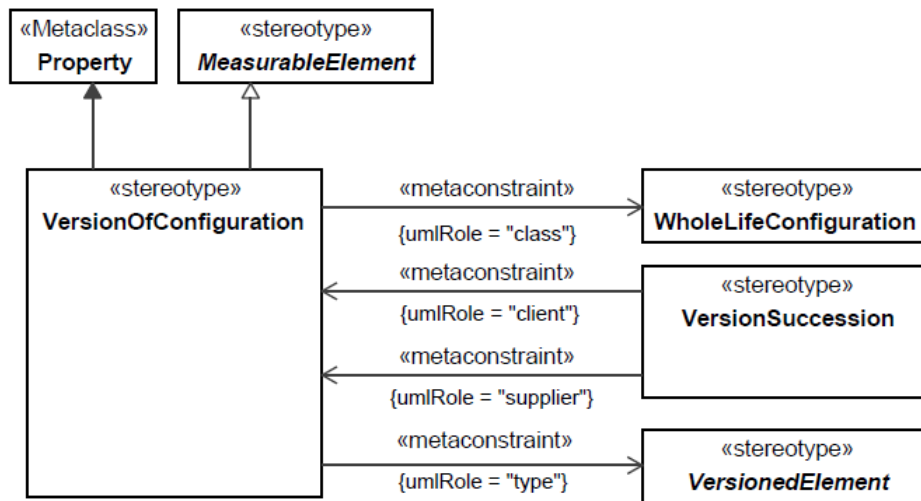 «Metaclass»
Property
«stereotype»
MeasurableElement
«stereotype»
VersionOfConfiguration
«metaconstraint»
{umlRole = "class"}
«stereotype»
WholeLifeConfiguration
«metaconstraint»
{umlRole = "client"}
«stereotype»
VersionSuccession
«metaconstraint»
{umlRole = "supplier"}
«metaconstraint»
{umlRole = "type"}
«stereotype»
VersionedElement